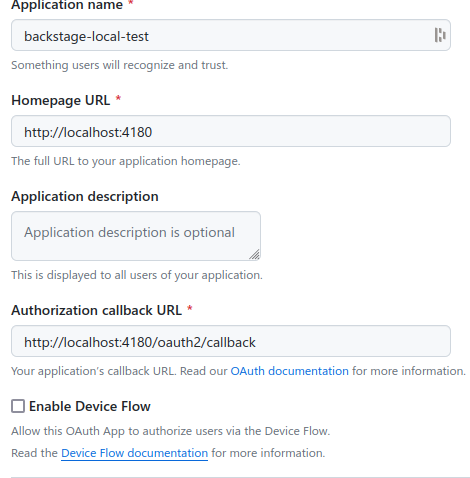 Application name *
backstage-local-test
Something users will recognize and trust.
Homepage URL *
http://localhost:4180
The full URL to your application homepage.
Application description
Application description is optional
This is displayed to all users of your application.
Authorization callback URL *
http://localhost:4180/oauth2/callback
Your application’s callback URL. Read our OAuth documentation for more information.
Enable Device Flow
Allow this OAuth App to authorize users via the Device Flow.
Read the Device Flow documentation for more information.